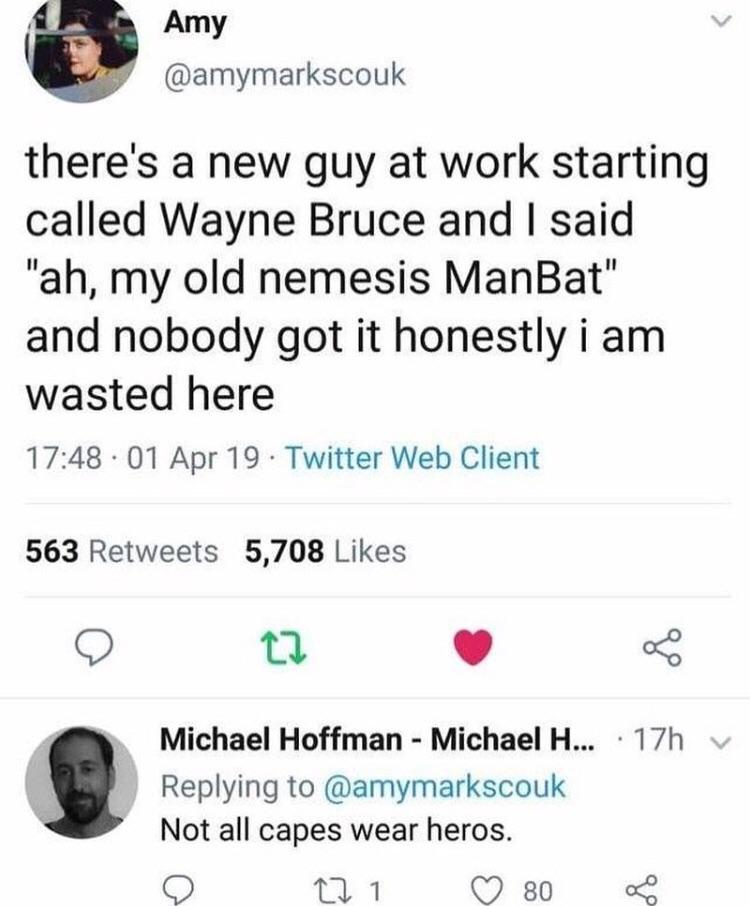 Amy
@amymarkscouk
there's a new guy at work starting
called Wayne Bruce and I said
"ah, my old nemesis ManBat"
and nobody got it honestly i am
wasted here
17:48 · 01 Apr 19 · Twitter Web Client
563 Retweets 5,708 Likes
Michael Hoffman - Michael H... · 17h
Replying to @amymarkscouk
Not all capes wear heros.
1 80